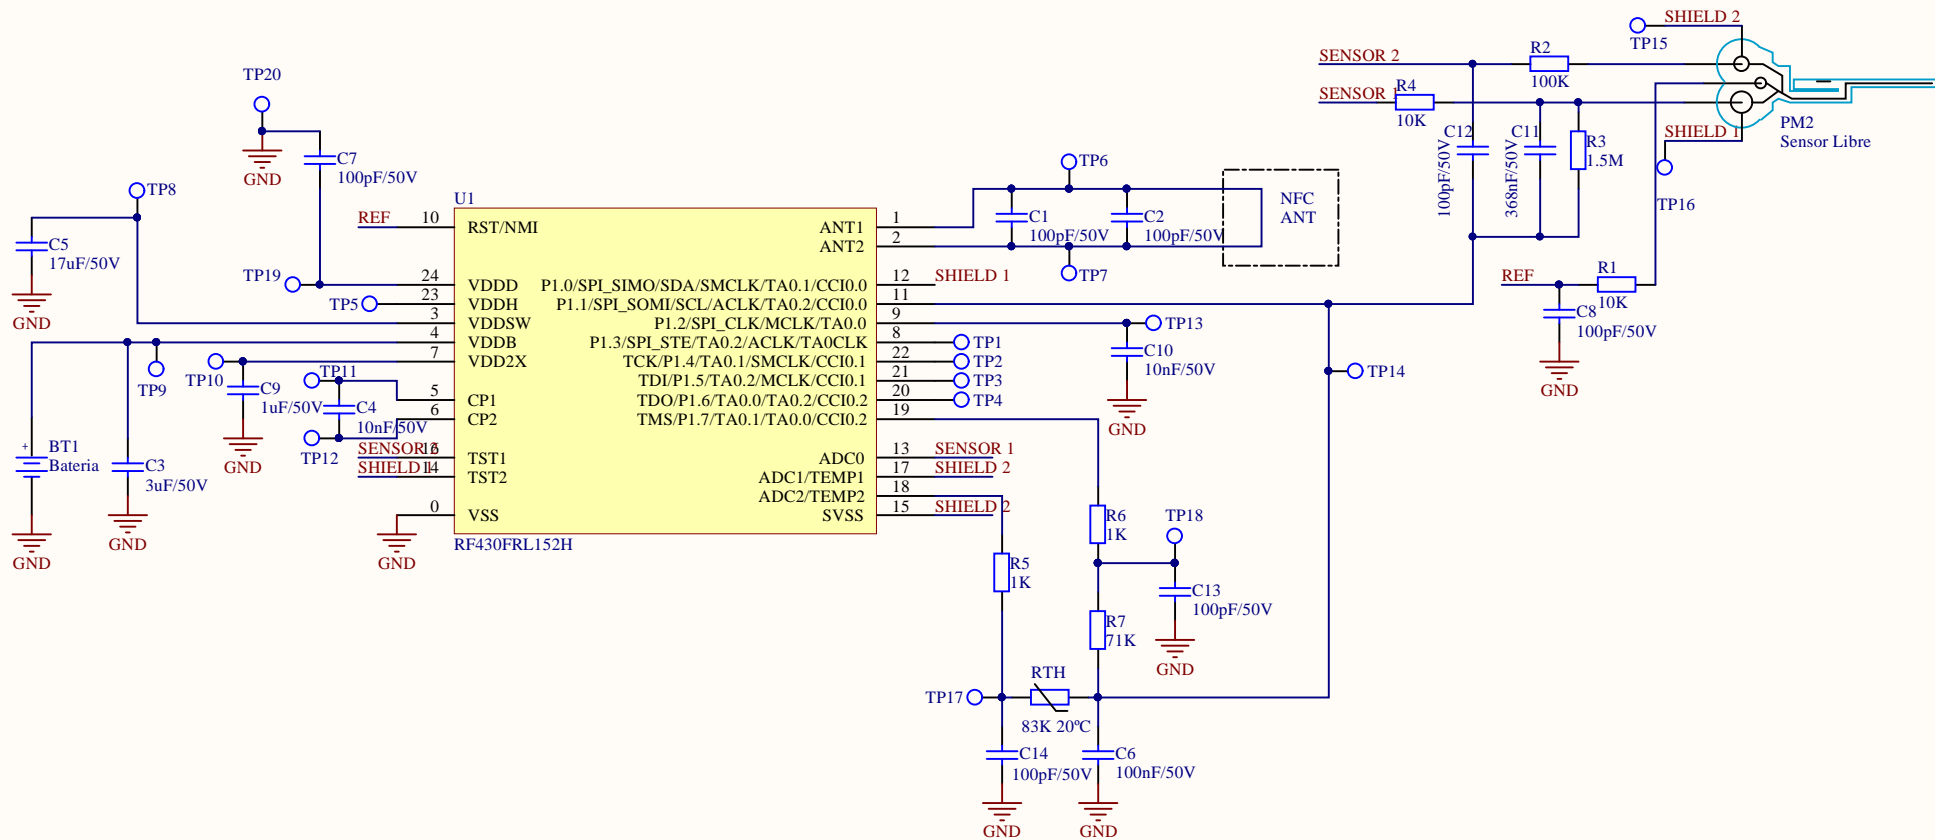 SHIELD 2
TP15
R2
100K
SENSOR 2
SENSOR 1
R4
10K
C12
100pF/50V
C11
368nF/50V
R3
1.5M
SHIELD 1
TP16
PM2
Sensor Libre
REF
R1
10K
C8
100pF/50V
GND
TP20
GND
C7
100pF/50V
TP8
C5
17uF/50V
GND
TP19
TP5
TP9
TP10
C9
1uF/50V
GND
TP11
C4
10nF/50V
TP12
BT1
+
Bateria
GND
C3
3uF/50V
GND
U1
REF
10
RST/NMI
24
VDDD
23
VDDH
3
VDDSW
4
VDDB
7
VDD2X
5
CP1
6
CP2
SENSOR
TST1
SHIELD 1
14
TST2
0
VSS
GND
RF430FRL152H
ANT1
1
ANT2
2
P1.0/SPI_SIMO/SDA/SMCLK/TA0.1/CCI0.0
12
SHIELD 1
P1.1/SPI_SOMI/SCL/ACLK/TA0.2/CCI0.0
11
P1.2/SPI_CLK/MCLK/TA0.0
9
P1.3/SPI_STE/TA0.2/ACLK/TA0CLK
8
TP1
TCK/P1.4/TA0.1/SMCLK/CCI0.1
22
TP2
TDI/P1.5/TA0.2/MCLK/CCI0.1
21
TP3
TDO/P1.6/TA0.0/TA0.2/CCI0.2
20
TP4
TMS/P1.7/TA0.1/TA0.0/CCI0.2
19
ADC0
13
SENSOR 1
ADC1/TEMP1
17
SHIELD 2
ADC2/TEMP2
18
SVSS
15
SHIELD 2
TP6
C1
100pF/50V
C2
100pF/50V
TP7
NFC
ANT
TP13
C10
10nF/50V
GND
TP14
R6
1K
TP18
C13
100pF/50V
GND
R5
1K
R7
71K
TP17
RTH
83K 20ºC
C14
100pF/50V
GND
C6
100nF/50V
GND